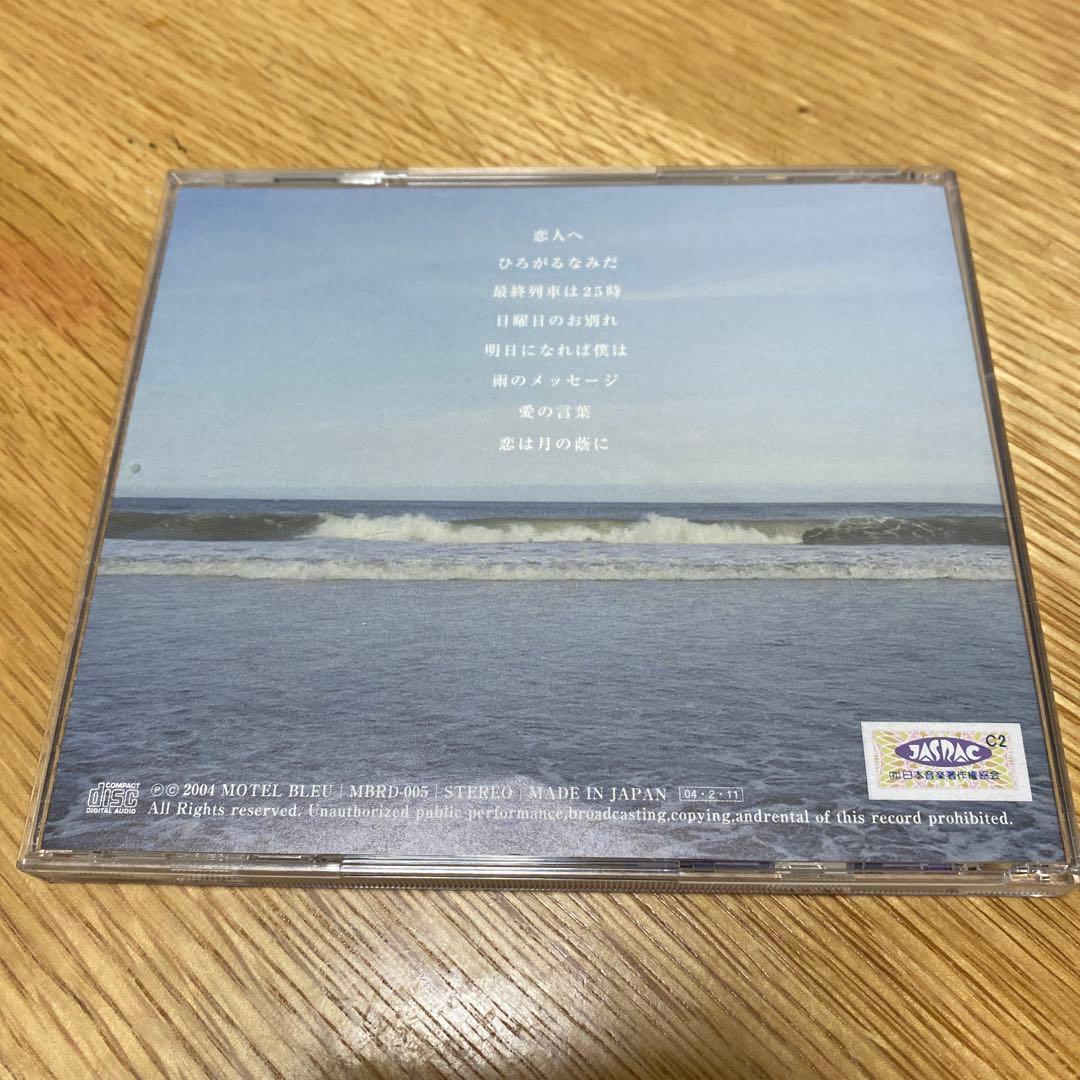 恋人へ
ひろがるなみだ
最終列車は25時
日曜日のお別れ
明日になれば僕は
雨のメッセージ
愛の言葉
恋は月の蔭に
JASRAC C2
㈳日本音楽著作権協会
COMPACT
disc
DIGITAL AUDIO
Ⓟ© 2004 MOTEL BLEU | MBRD-005 | STEREO | MADE IN JAPAN 04・2・11
All Rights reserved. Unauthorized public performance,broadcasting,copying,andrental of this record prohibited.